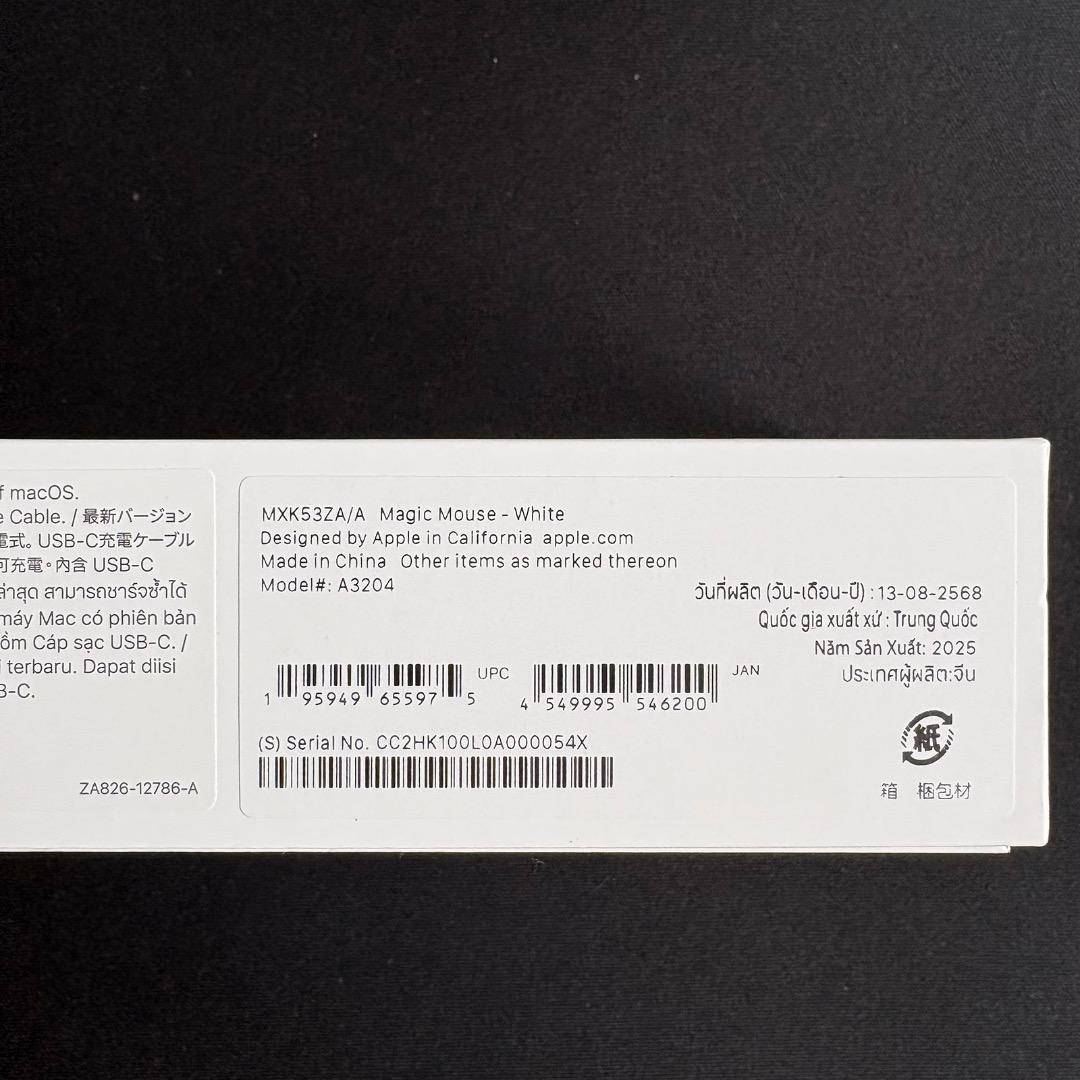 f macOS.
e Cable. / 最新バージョン
電式。USB-C充電ケーブル
可充電。內含 USB-C
ล่าสุด สามารถชาร์จซ้ำได้
máy Mac có phiên bản
ồm Cáp sạc USB-C. /
i terbaru. Dapat diisi
B-C.
ZA826-12786-A
MXK53ZA/A Magic Mouse - White
Designed by Apple in California apple.com
Made in China Other items as marked thereon
Model#: A3204
วันที่ผลิต (วัน-เดือน-ปี) : 13-08-2568
Quốc gia xuất xứ : Trung Quốc
Năm Sản Xuất: 2025
ประเทศผู้ผลิต:จีน
UPC
1 95949 65597 5
JAN
4 549995 546200
(S) Serial No. CC2HK100L0A000054X
紙
箱 梱包材